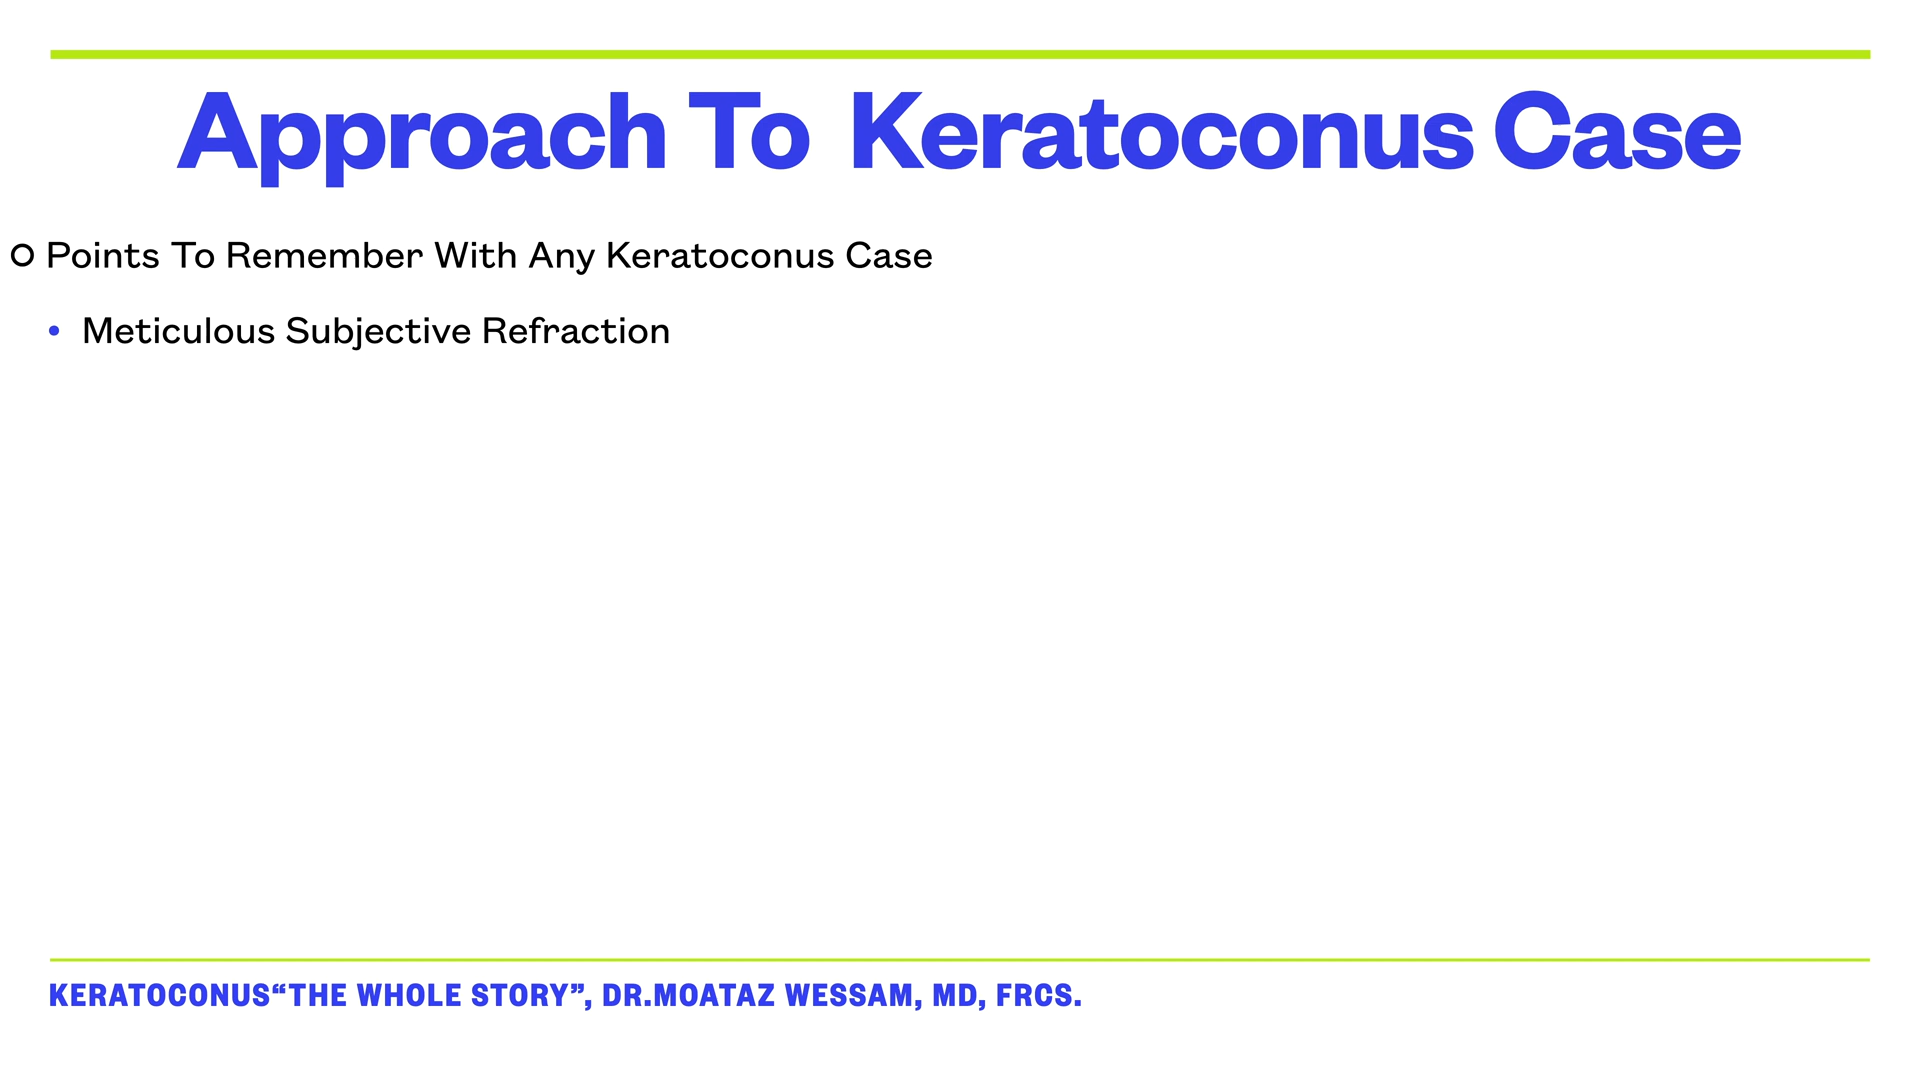 Approach To Keratoconus Case
Points To Remember With Any Keratoconus Case
• Meticulous Subjective Refraction
KERATOCONUS“THE WHOLE STORY”, DR.MOATAZ WESSAM, MD, FRCS.